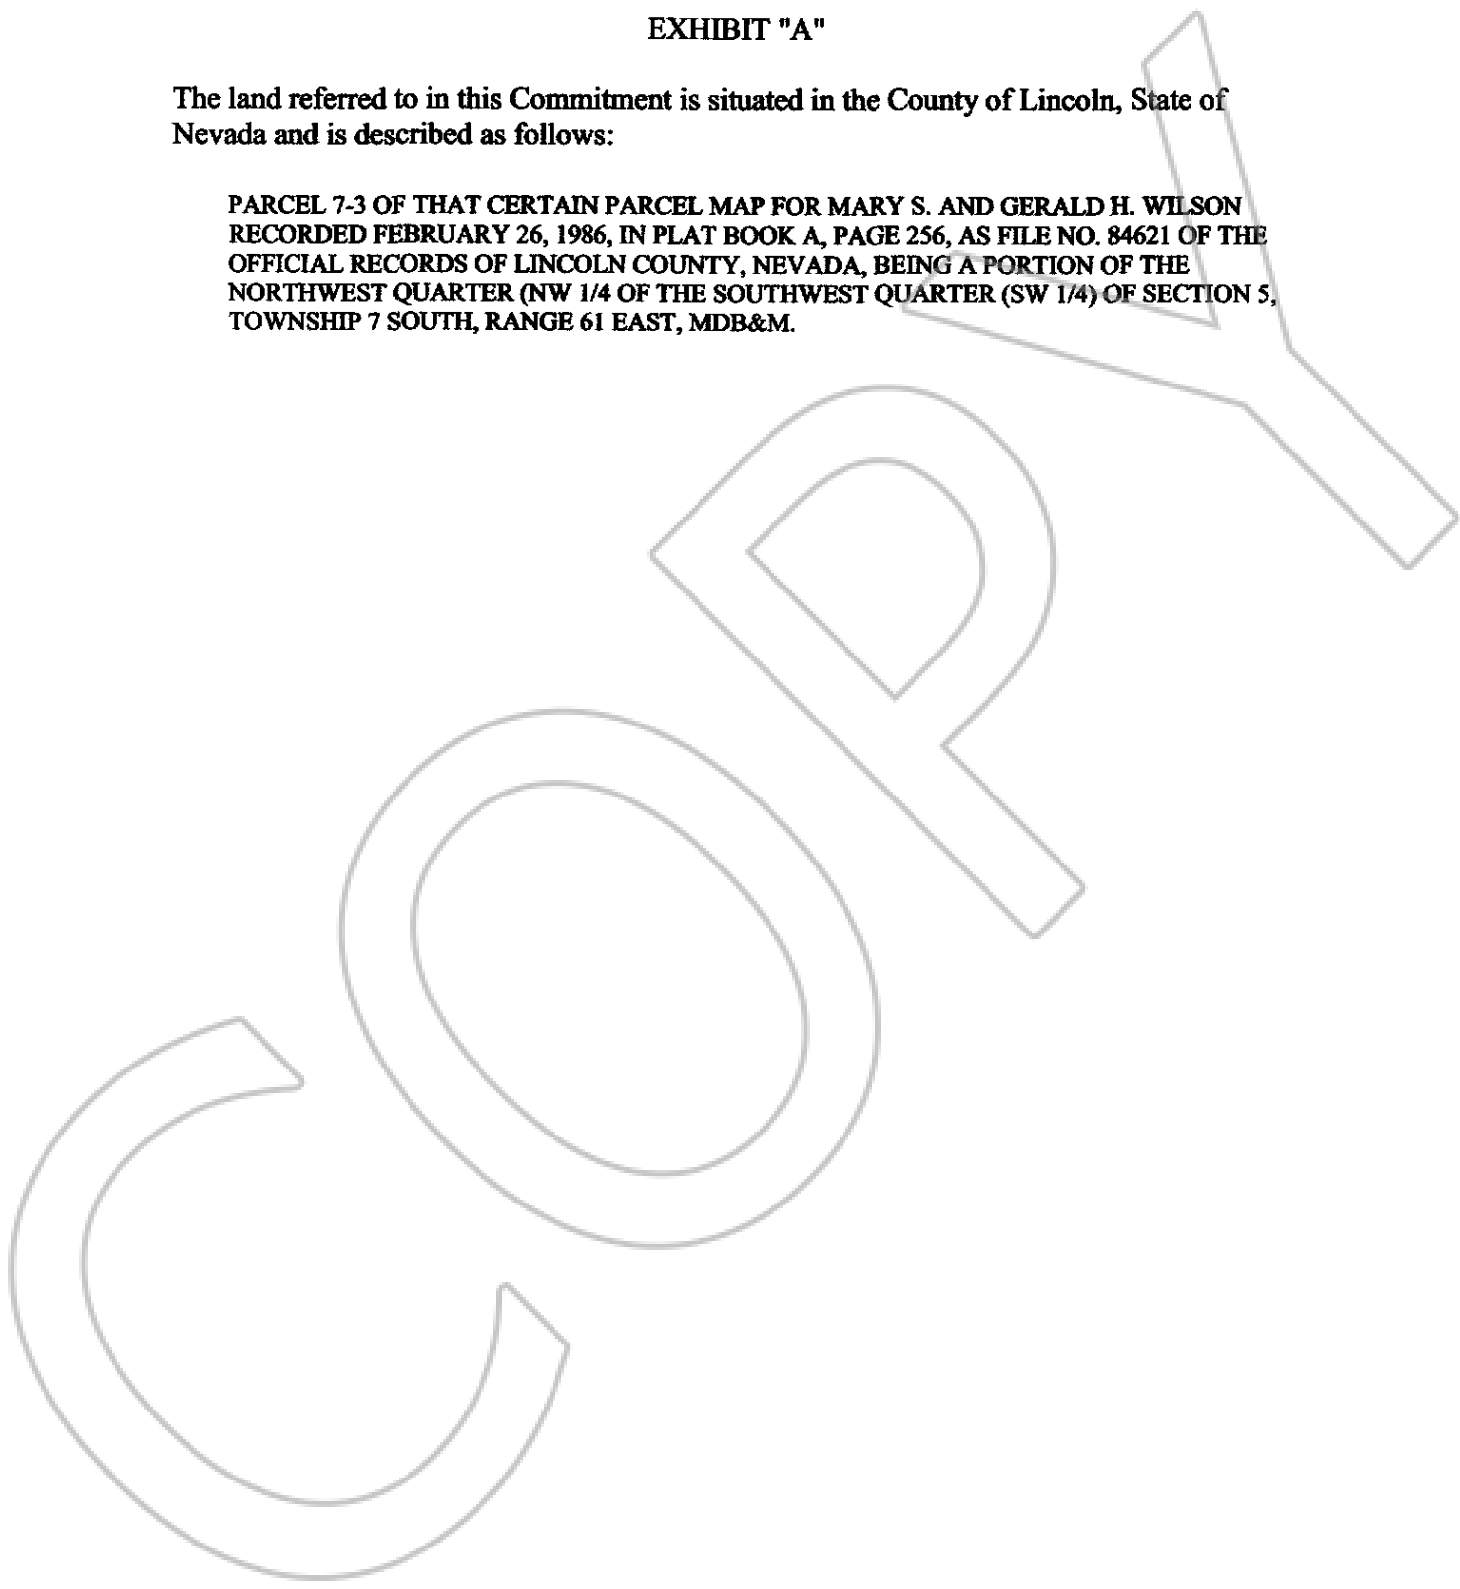 EXHIBIT "A"
The land referred to in this Commitment is situated in the County of Lincoln, State of
Nevada and is described as follows:
PARCEL 7-3 OF THAT CERTAIN PARCEL MAP FOR MARY S. AND GERALD H. WILSON
RECORDED FEBRUARY 26, 1986, IN PLAT BOOK A, PAGE 256, AS FILE NO. 84621 OF THE
OFFICIAL RECORDS OF LINCOLN COUNTY, NEVADA, BEING A PORTION OF THE
NORTHWEST QUARTER (NW 1/4 OF THE SOUTHWEST QUARTER (SW 1/4) OF SECTION 5,
TOWNSHIP 7 SOUTH, RANGE 61 EAST, MDB&M.
COPY